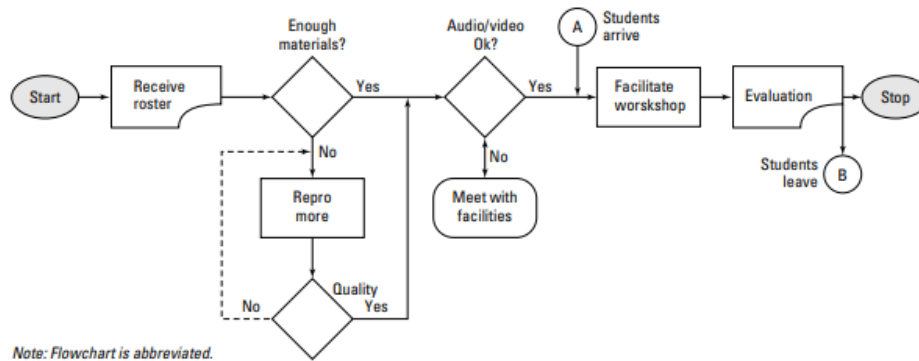 Enough
materials?
Audio/video
Ok?
A
Students
arrive
Start
Receive
roster
Yes
Yes
Facilitate
worskshop
Evaluation
Stop
No
No
Students
leave
B
Repro
more
Meet with
facilities
Quality
No
Yes
Note: Flowchart is abbreviated.